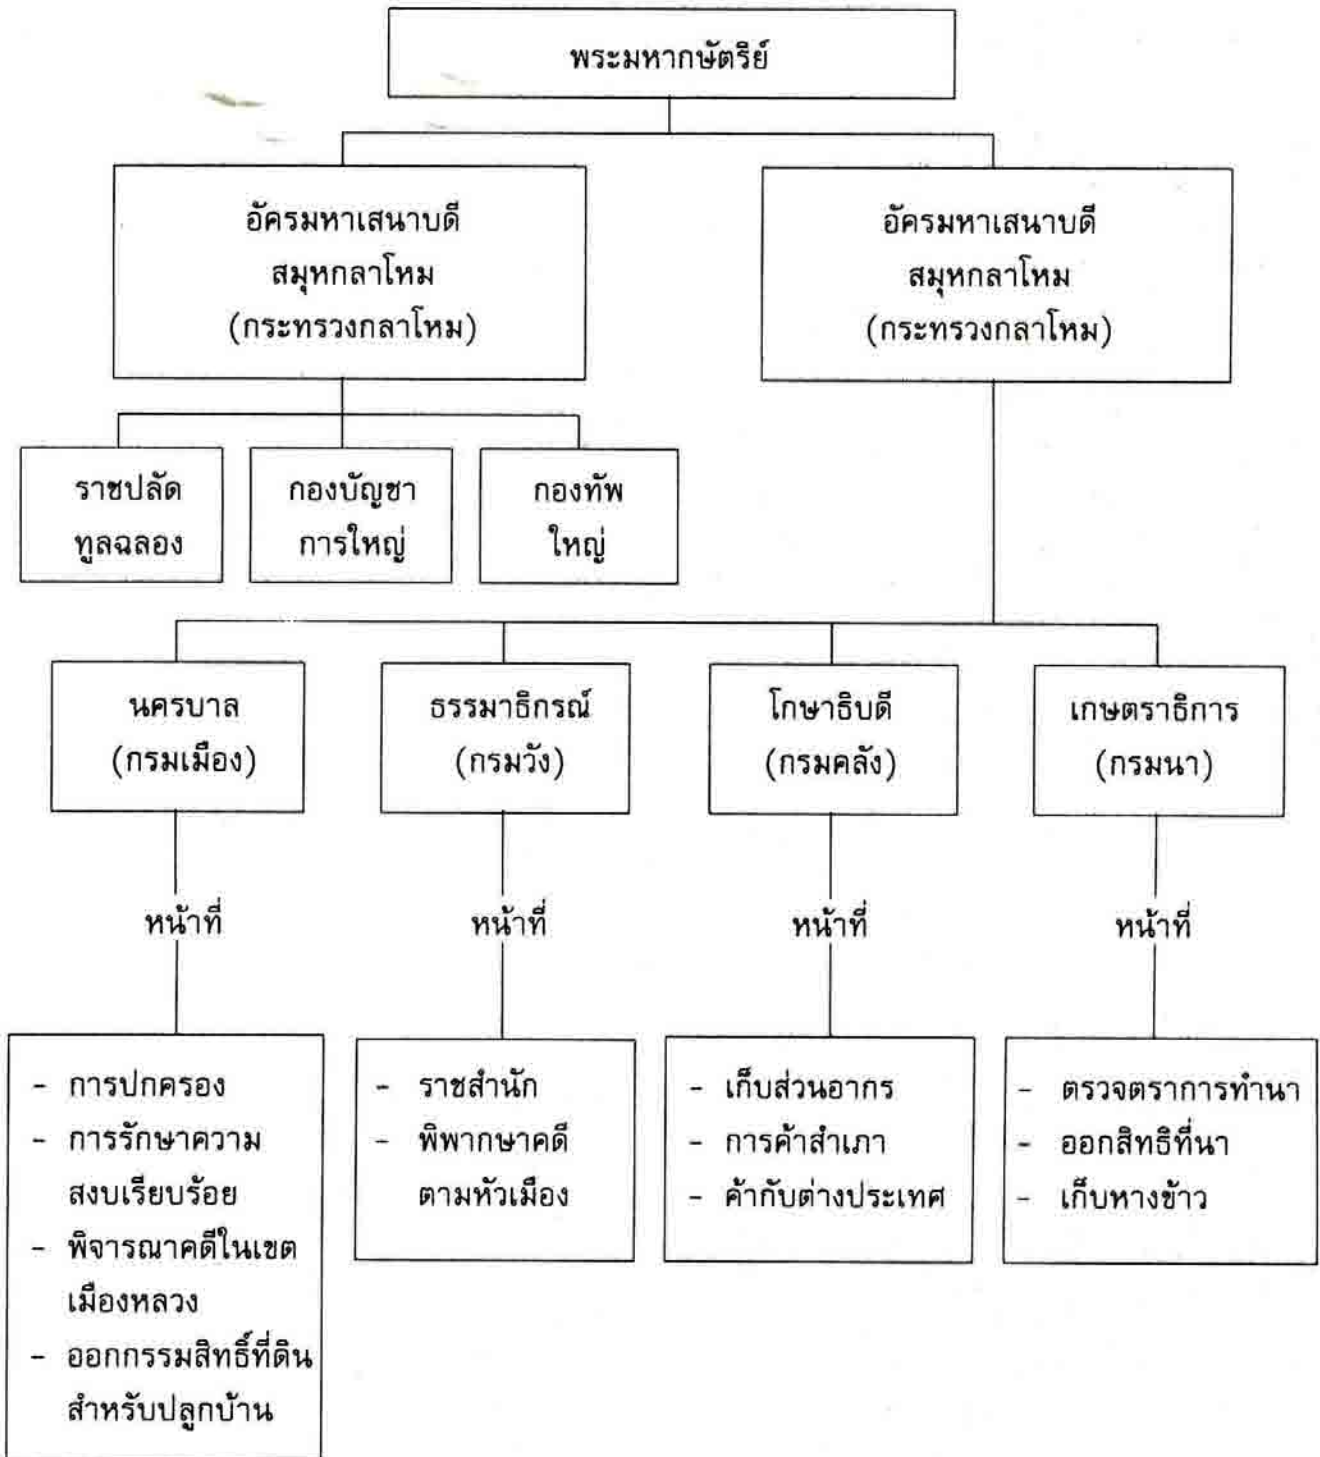 พระมหากษัตริย์
อัครมหาเสนาบดี
สมุหกลาโหม
(กระทรวงกลาโหม)
อัครมหาเสนาบดี
สมุหกลาโหม
(กระทรวงกลาโหม)
ราชปลัด
ทูลฉลอง
กองบัญชา
การใหญ่
กองทัพ
ใหญ่
นครบาล
(กรมเมือง)
ธรรมาธิกรณ์
(กรมวัง)
โกษาธิบดี
(กรมคลัง)
เกษตราธิการ
(กรมนา)
หน้าที่
หน้าที่
หน้าที่
หน้าที่
- การปกครอง
- การรักษาความ
สงบเรียบร้อย
- พิจารณาคดีในเขต
เมืองหลวง
- ออกกรรมสิทธิ์ที่ดิน
สำหรับปลูกบ้าน
- ราชสำนัก
- พิพากษาคดี
ตามหัวเมือง
- เก็บส่วนอากร
- การค้าสำเภา
- ค้ากับต่างประเทศ
- ตรวจตราการทำนา
- ออกสิทธิที่นา
- เก็บหางข้าว